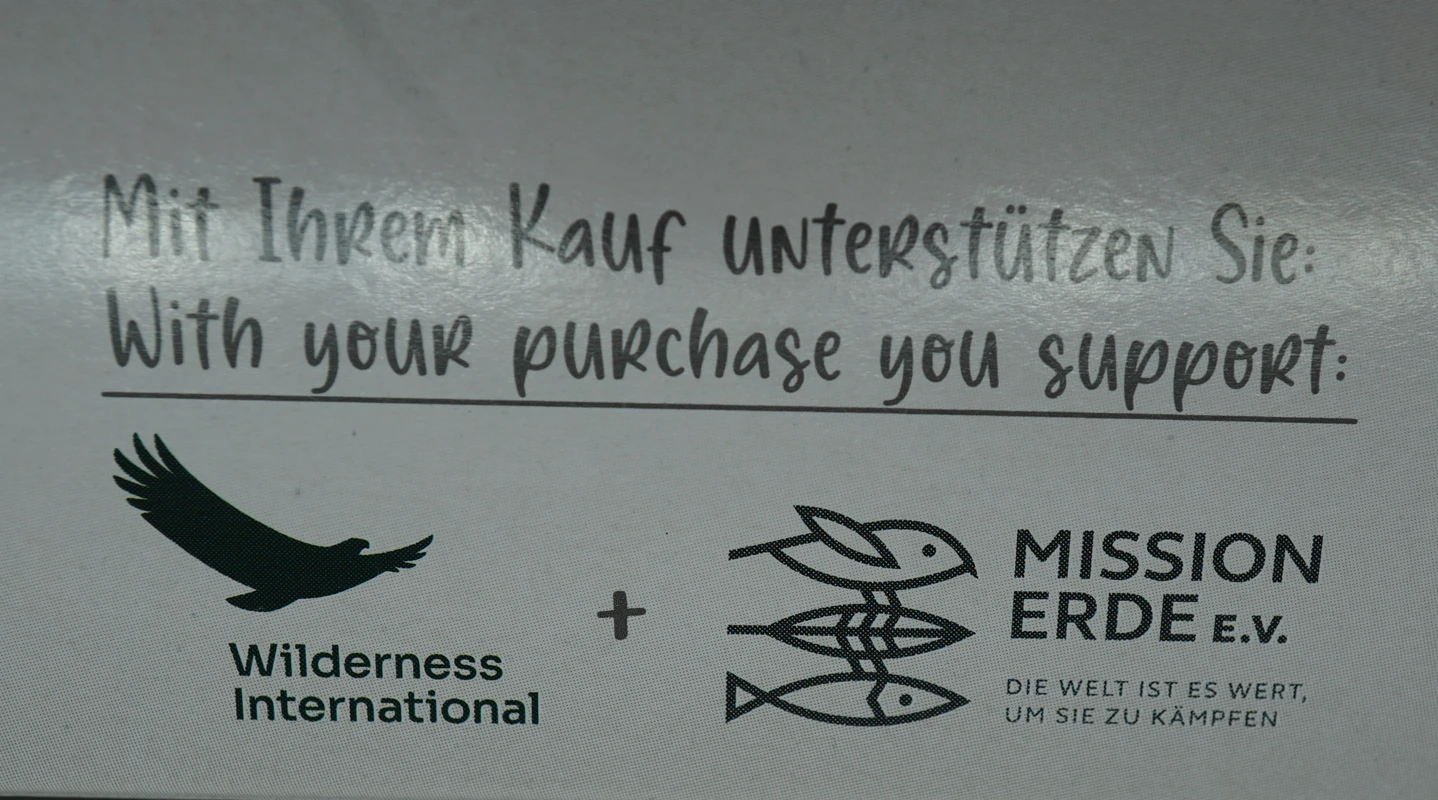 Mit Ihrem Kauf unterstützen Sie:
With your purchase you support:
Wilderness
International
+
MISSION
ERDE E.V.
DIE WELT IST ES WERT,
UM SIE ZU KÄMPFEN